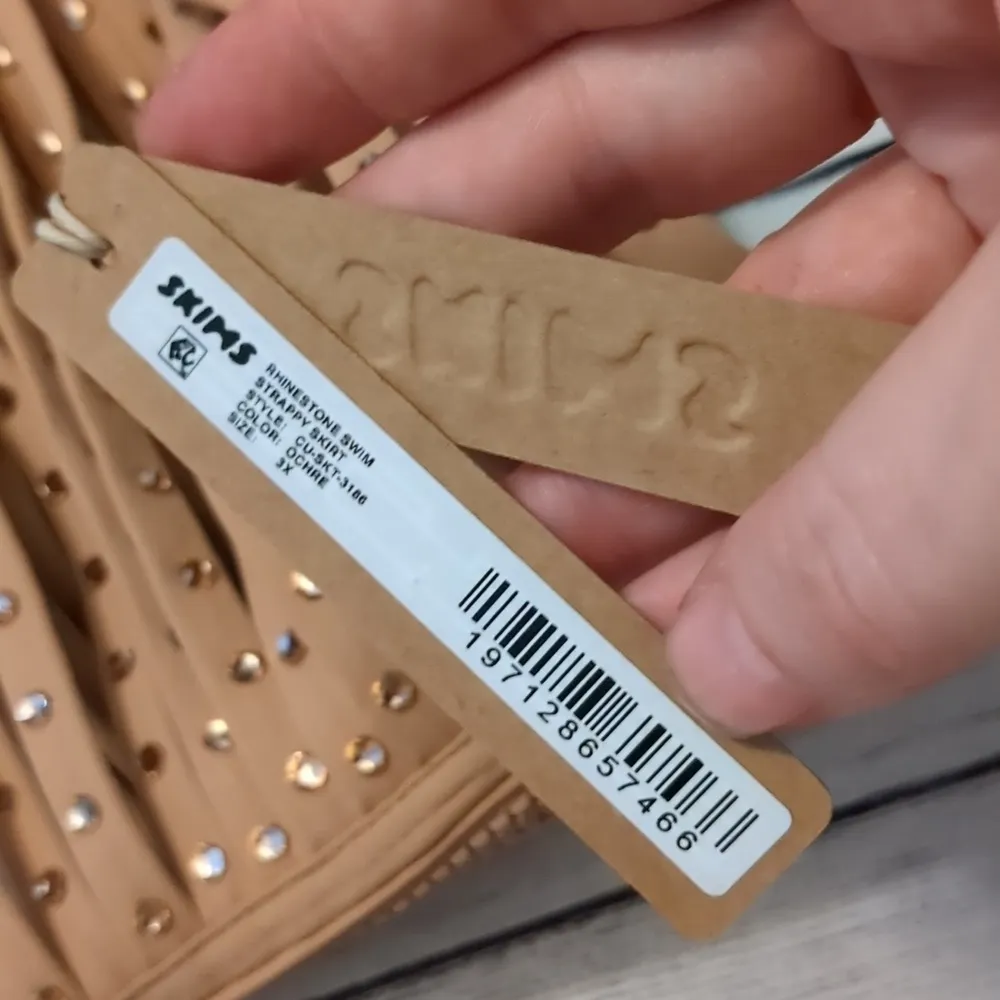 SKIMS
RHINESTONE SWIM
STRAPPY SKIRT
STYLE: CU-SKT-3186
COLOR: OCHRE
SIZE: 3X
197128657466
SKIMS